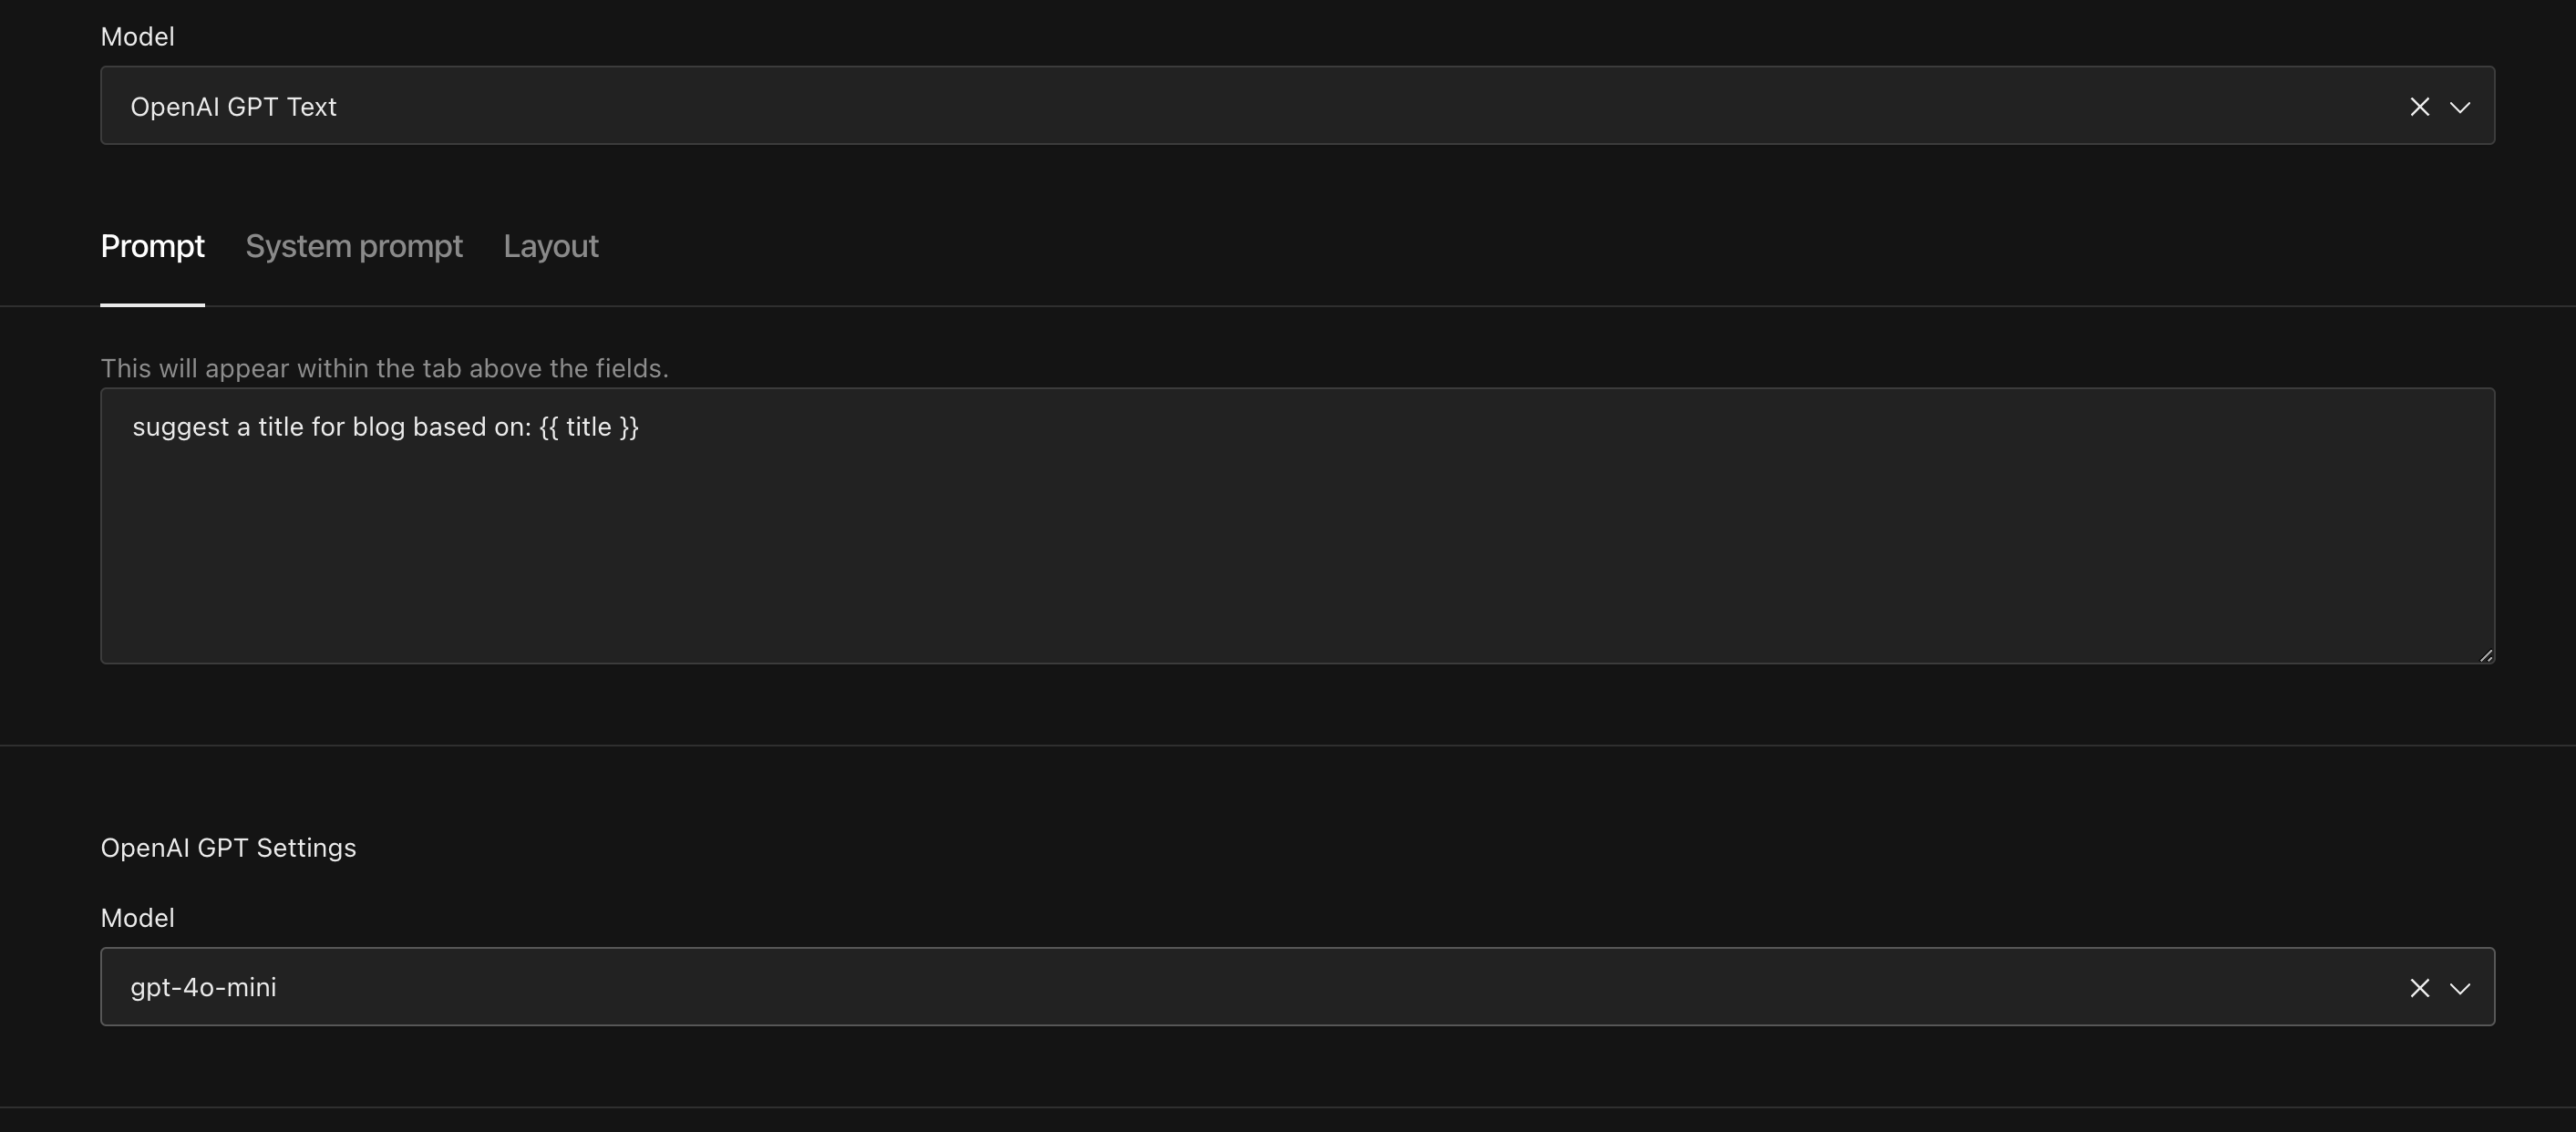 Model
OpenAI GPT Text
Prompt System prompt Layout
This will appear within the tab above the fields.
suggest a title for blog based on: {{ title }}
OpenAI GPT Settings
Model
gpt-4o-mini